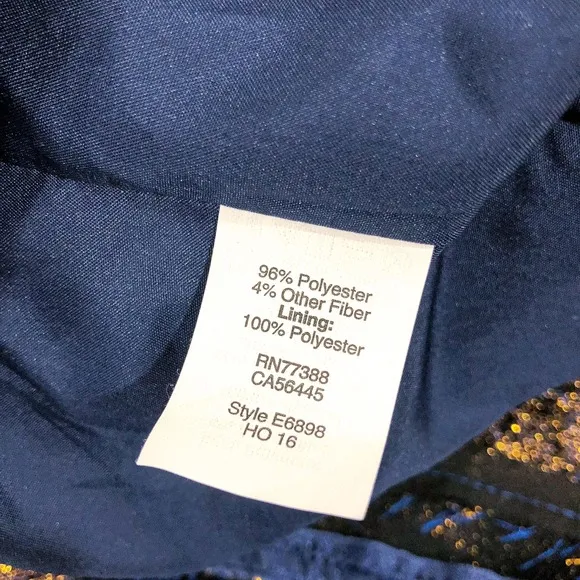 96% Polyester
4% Other Fiber
Lining:
100% Polyester
RN77388
CA56445
Style E6898
HO 16